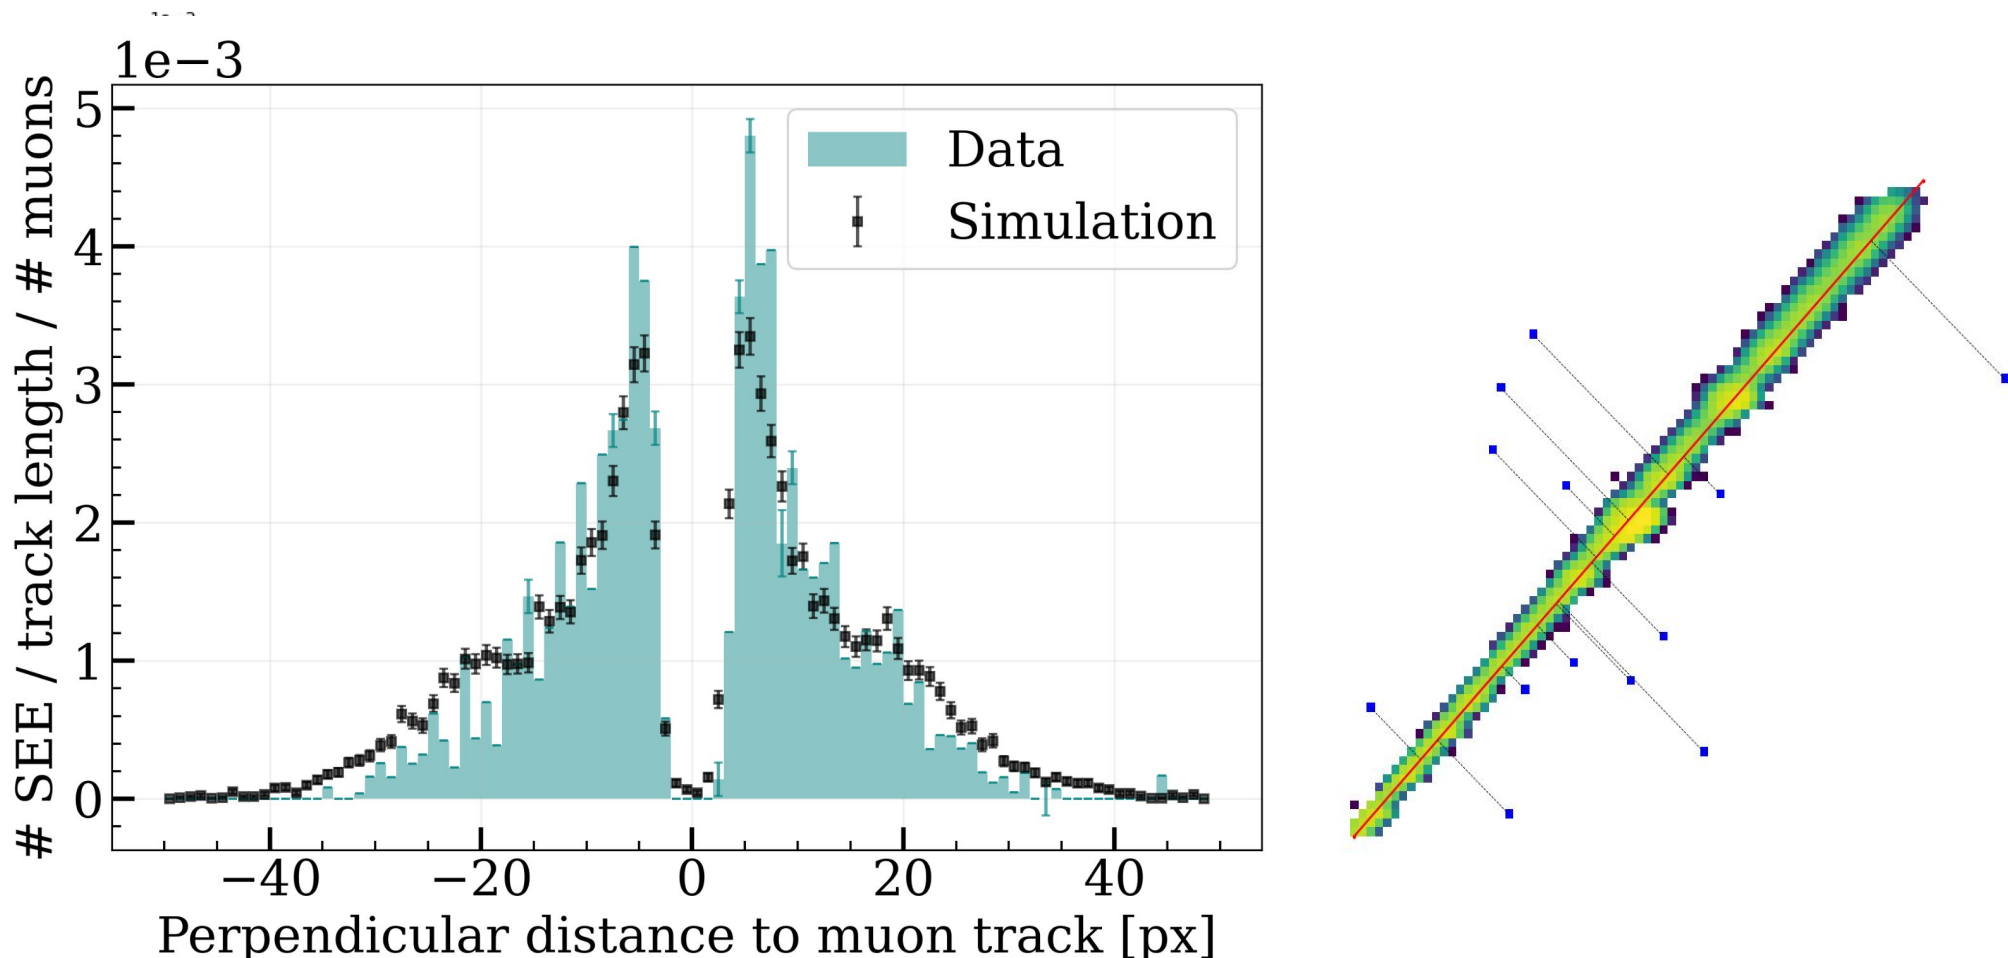 1e−3
# SEE / track length / # muons
5
4
3
2
1
0
Data
Simulation
−40 −20 0 20 40
Perpendicular distance to muon track [px]